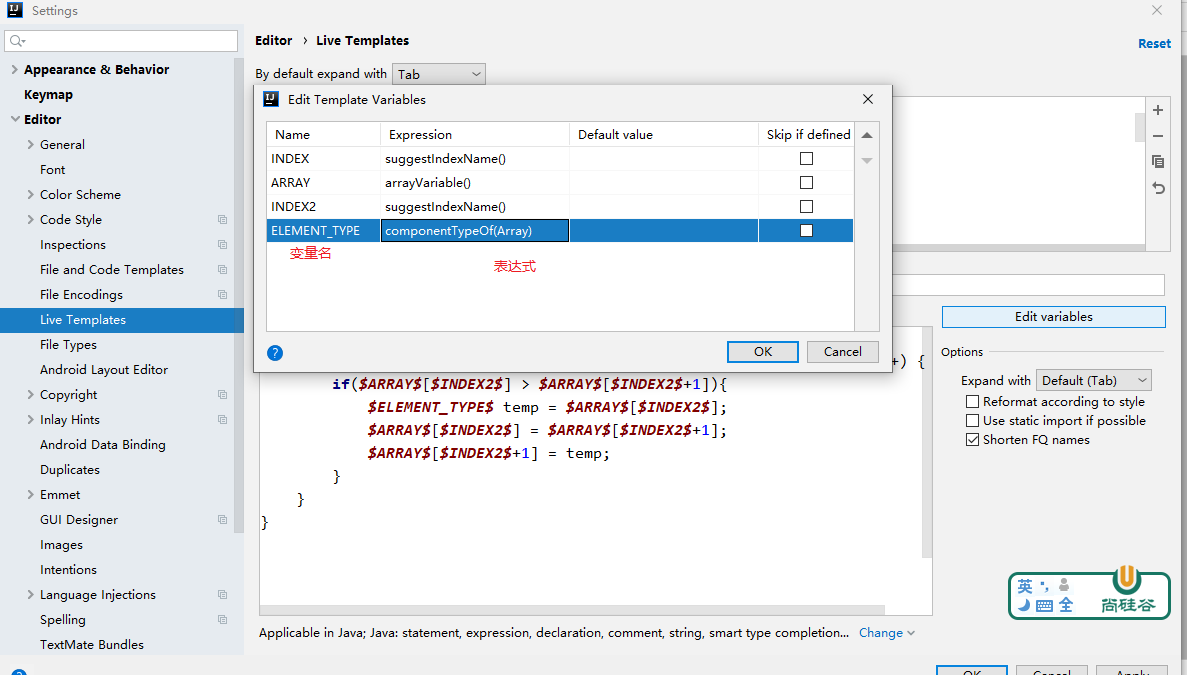 Settings
Appearance & Behavior
Keymap
Editor
General
Font
Color Scheme
Code Style
Inspections
File and Code Templates
File Encodings
Live Templates
File Types
Android Layout Editor
Copyright
Inlay Hints
Android Data Binding
Duplicates
Emmet
GUI Designer
Images
Intentions
Language Injections
Spelling
TextMate Bundles
Editor › Live Templates
Reset
By default expand with Tab
Edit Template Variables
Name Expression Default value Skip if defined
INDEX suggestIndexName()
ARRAY arrayVariable()
INDEX2 suggestIndexName()
ELEMENT_TYPE componentTypeOf(Array)
变量名
表达式
? OK Cancel
Edit variables
+) {
if($ARRAY$[$INDEX2$] > $ARRAY$[$INDEX2$+1]){
$ELEMENT_TYPE$ temp = $ARRAY$[$INDEX2$];
$ARRAY$[$INDEX2$] = $ARRAY$[$INDEX2$+1];
$ARRAY$[$INDEX2$+1] = temp;
}
}
}
Options
Expand with Default (Tab)
Reformat according to style
Use static import if possible
Shorten FQ names
英
全
尚硅谷
Applicable in Java; Java: statement, expression, declaration, comment, string, smart type completion... Change
OK Cancel Apply